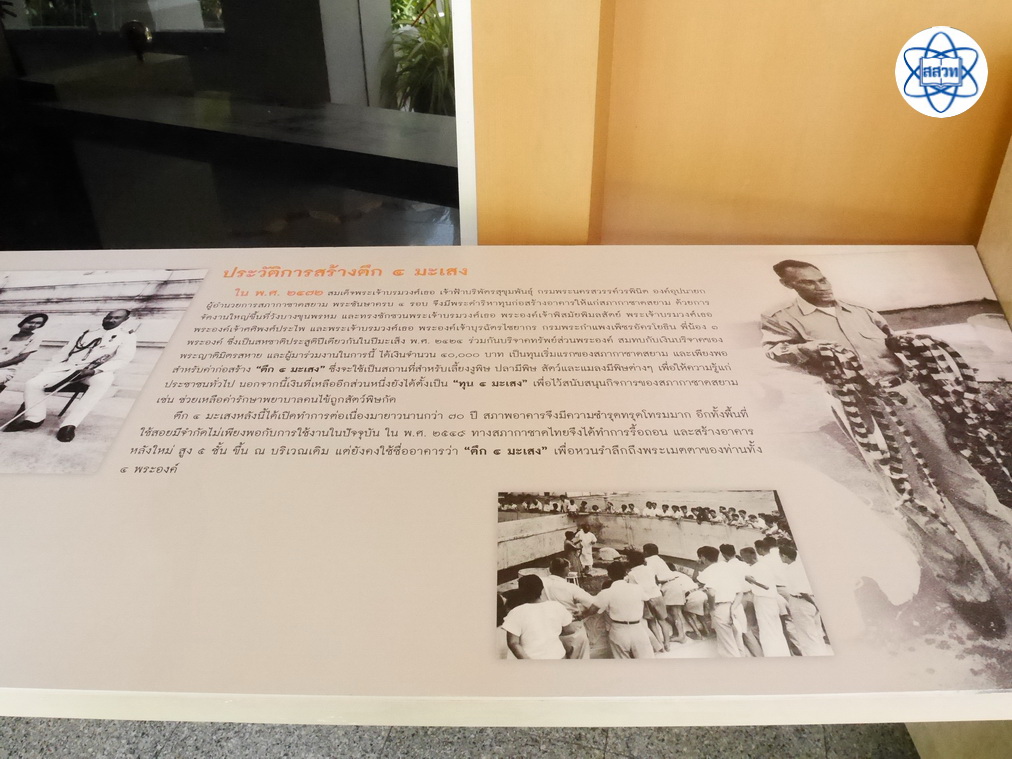 สสวท
ประวัติการสร้างตึก ๔ มะเสง
ใน พ.ศ. ๒๔๗๒ สมเด็จพระเจ้าบรมวงศ์เธอ เจ้าฟ้าบริพัตรสุขุมพันธุ์ กรมพระนครสวรรค์วรพินิต องค์อุปนายก
ผู้อำนวยการสภากาชาดสยาม พระชันษาครบ ๔ รอบ จึงมีพระดำริหาทุนก่อสร้างอาคารให้แก่สภากาชาดสยาม ด้วยการ
จัดงานใหญ่ขึ้นที่วังบางขุนพรหม และทรงชักชวนพระเจ้าบรมวงศ์เธอ พระองค์เจ้าพิสมัยพิมลสัตย์ พระเจ้าบรมวงศ์เธอ
พระองค์เจ้าศศิพงศ์ประไพ และพระเจ้าบรมวงศ์เธอ พระองค์เจ้าบุรฉัตรไชยากร กรมพระกำแพงเพ็ชรอัครโยธิน พี่น้อง ๓
พระองค์ ซึ่งเป็นสหชาติประสูติปีเดียวกันในปีมะเส็ง พ.ศ. ๒๔๒๔ ร่วมกันบริจาคทรัพย์ส่วนพระองค์ สมทบกับเงินบริจาคของ
พระญาติมิตรสหาย และผู้มาร่วมงานในการนี้ ได้เงินจำนวน ๔๐,๐๐๐ บาท เป็นทุนเริ่มแรกของสภากาชาดสยาม และเพียงพอ
สำหรับค่าก่อสร้าง “ตึก ๔ มะเสง” ซึ่งจะใช้เป็นสถานที่สำหรับเลี้ยงงูพิษ ปลามีพิษ สัตว์และแมลงมีพิษต่างๆ เพื่อให้ความรู้แก่
ประชาชนทั่วไป นอกจากนี้เงินที่เหลืออีกส่วนหนึ่งยังได้ตั้งเป็น “ทุน ๔ มะเสง” เพื่อไว้สนับสนุนกิจการของสภากาชาดสยาม
เช่น ช่วยเหลือค่ารักษาพยาบาลคนไข้ถูกสัตว์พิษกัด
ตึก ๔ มะเสงหลังนี้ได้เปิดทำการต่อเนื่องมายาวนานกว่า ๗๐ ปี สภาพอาคารจึงมีความชำรุดทรุดโทรมมาก อีกทั้งพื้นที่
ใช้สอยมีจำกัดไม่เพียงพอกับการใช้งานในปัจจุบัน ใน พ.ศ. ๒๕๔๘ ทางสภากาชาดไทยจึงได้ทำการรื้อถอน และสร้างอาคาร
หลังใหม่ สูง ๕ ชั้น ขึ้น ณ บริเวณเดิม แต่ยังคงใช้ชื่ออาคารว่า “ตึก ๔ มะเสง” เพื่อหวนรำลึกถึงพระเมตตาของท่านทั้ง
๔ พระองค์